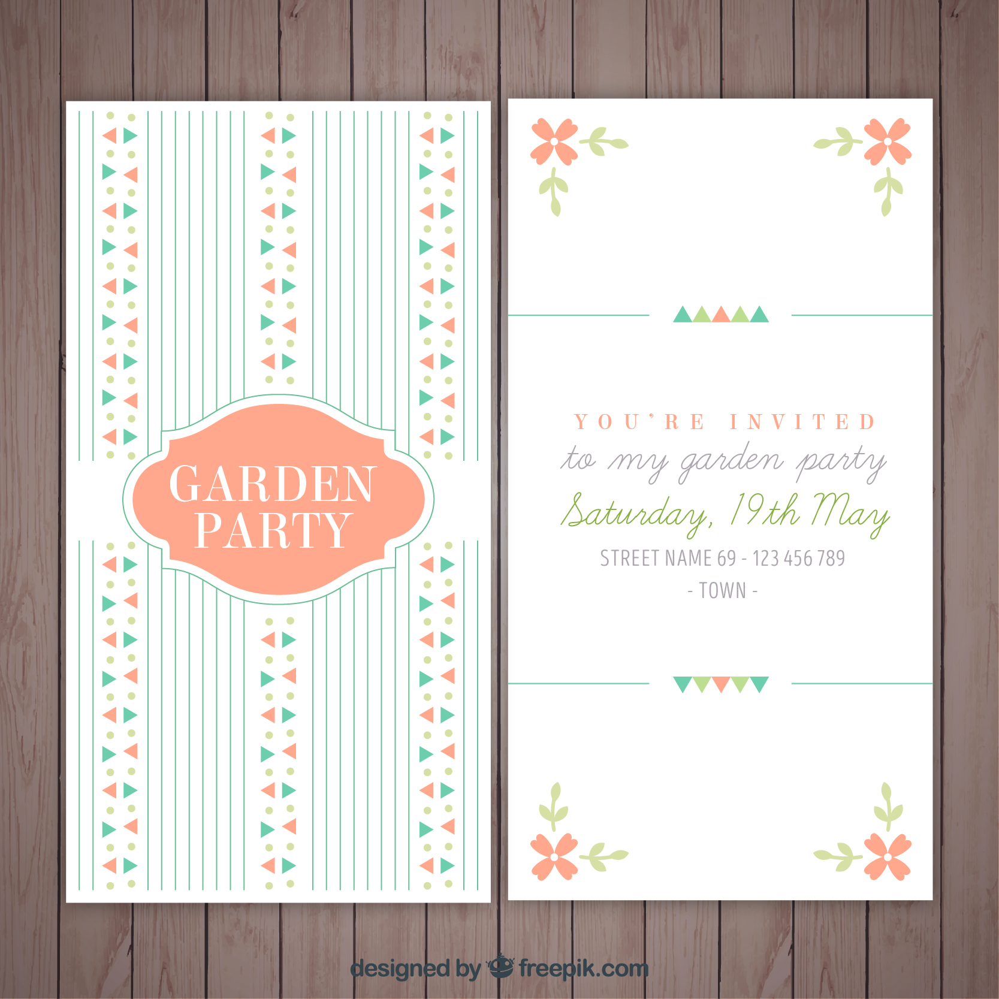 GARDEN
PARTY
YOU'RE INVITED
to my garden party
Saturday, 19th May
STREET NAME 69 - 123 456 789
- TOWN -
designed by freepik.com